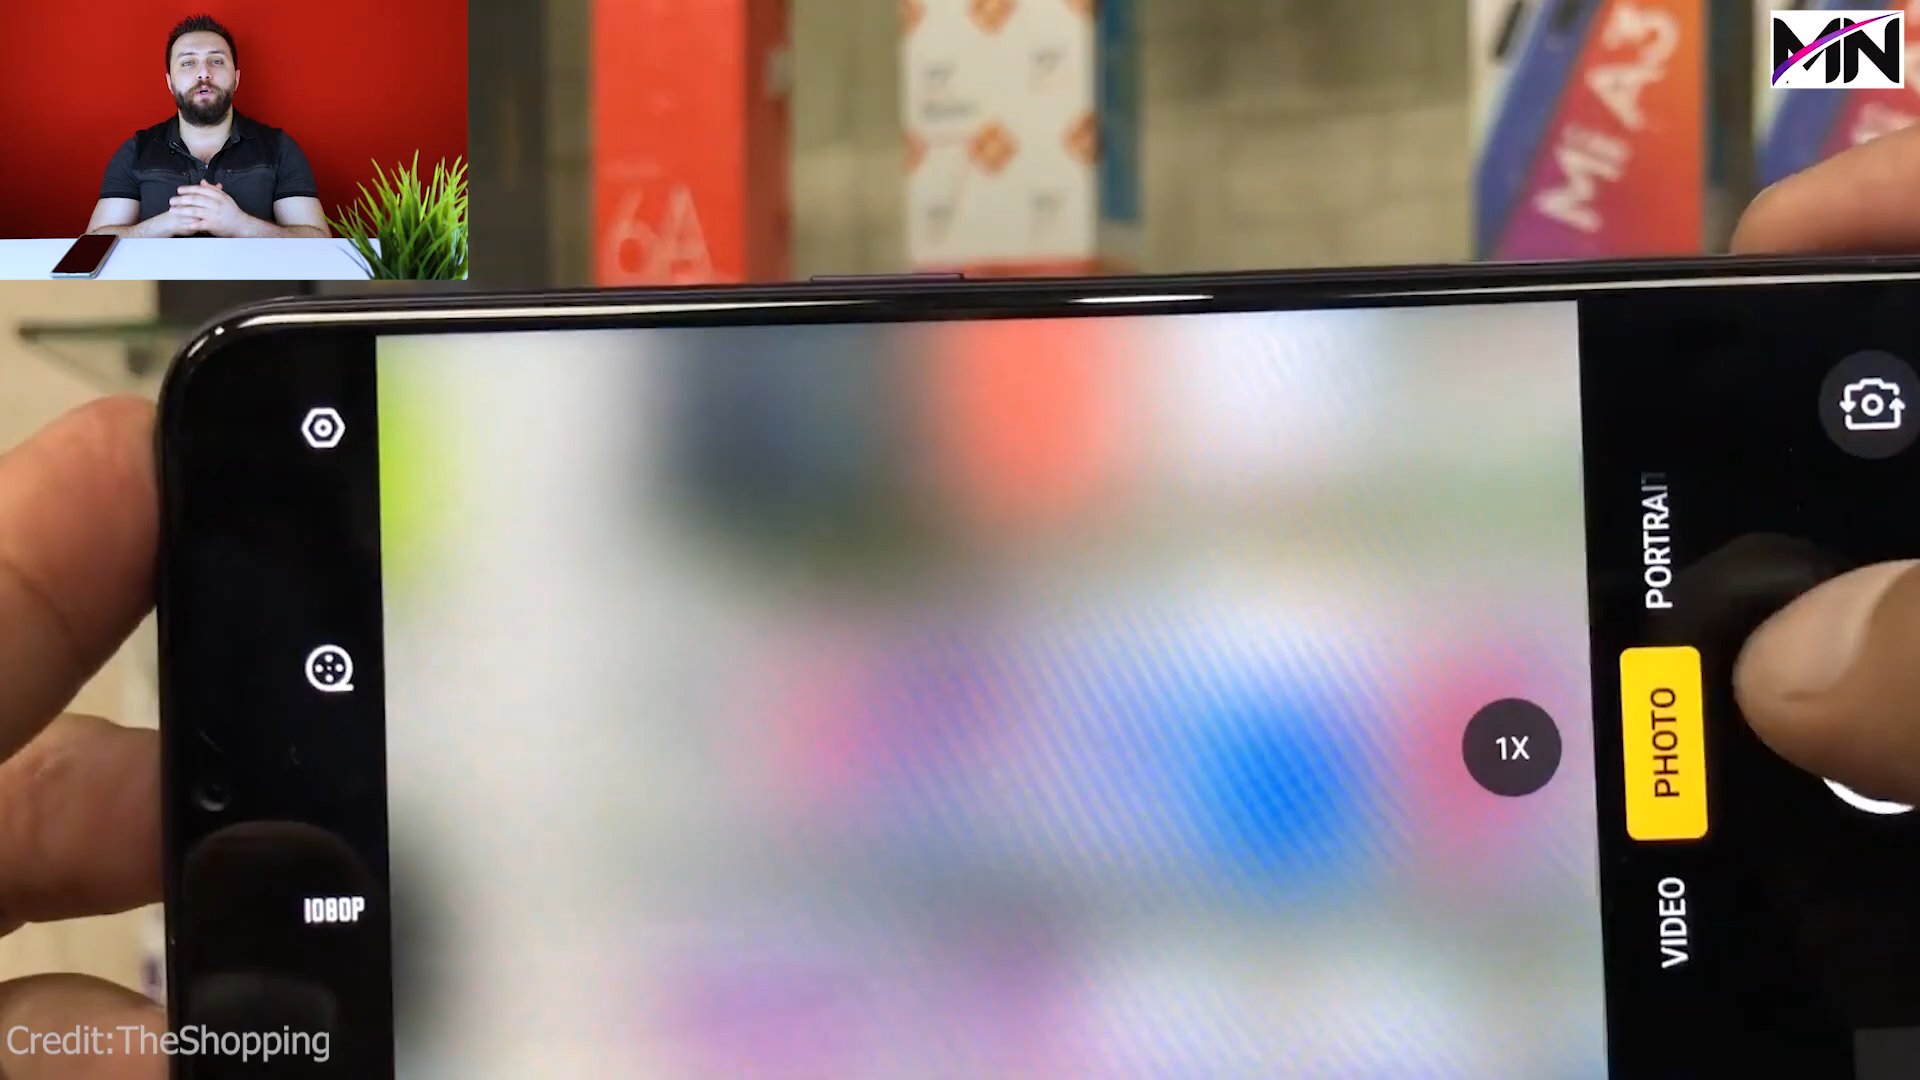 MN
6A
Mi A3
PORTRAIT
1X
PHOTO
1080P
VIDEO
Credit:TheShopping